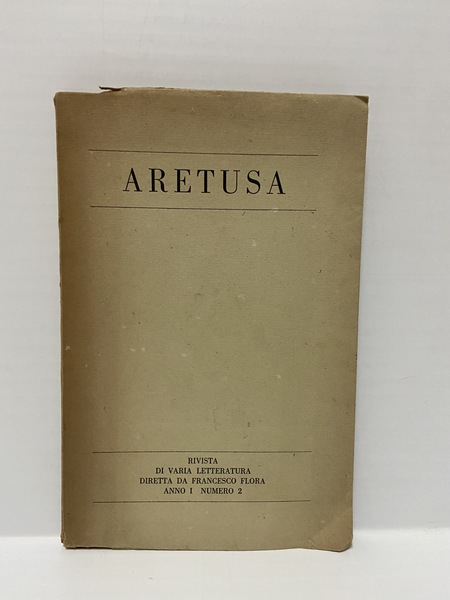 ARETUSA
RIVISTA
DI VARIA LETTERATURA
DIRETTA DA FRANCESCO FLORA
ANNO I NUMERO 2